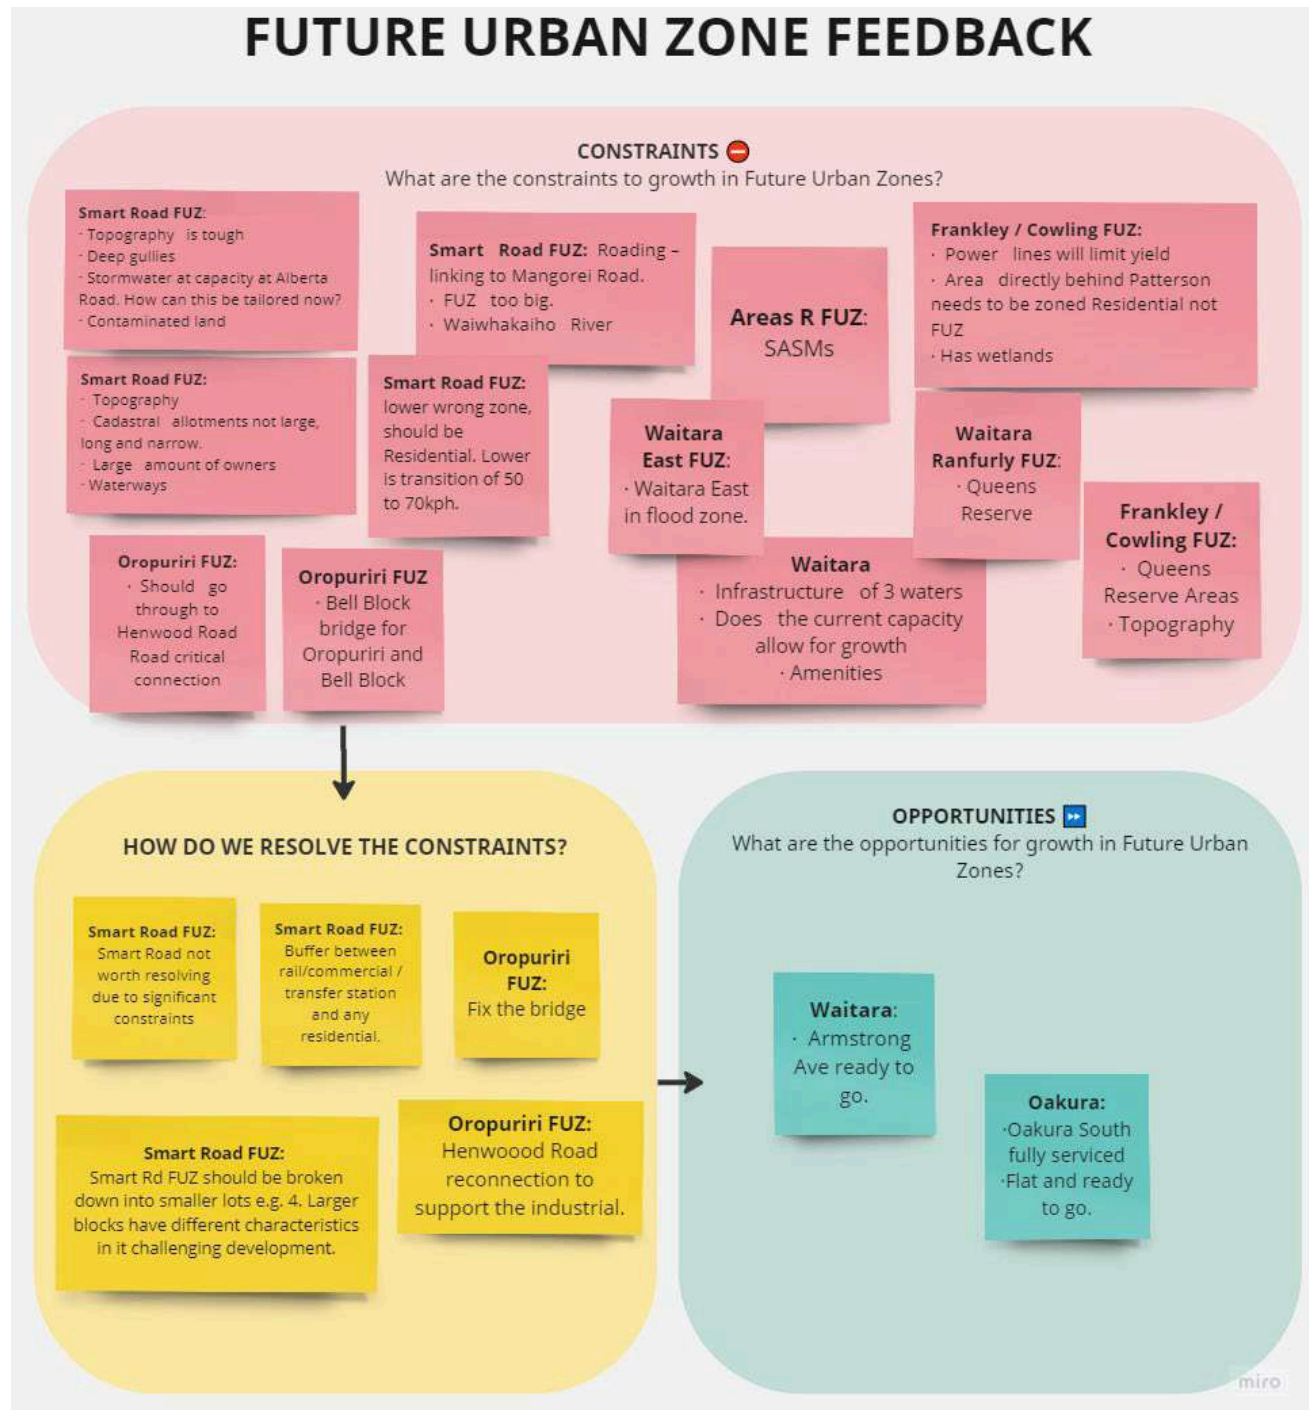 FUTURE URBAN ZONE FEEDBACK
CONSTRAINTS
What are the constraints to growth in Future Urban Zones?
Smart Road FUZ:
· Topography is tough
· Deep gullies
· Stormwater at capacity at Alberta
Road. How can this be tailored now?
· Contaminated land
Smart Road FUZ: Roading –
linking to Mangorei Road.
· FUZ too big.
· Waiwhakaiho River
Areas R FUZ:
SASMs
Frankley / Cowling FUZ:
· Power lines will limit yield
· Area directly behind Patterson
needs to be zoned Residential not
FUZ
· Has wetlands
Smart Road FUZ:
· Topography
· Cadastral allotments not large,
long and narrow.
· Large amount of owners
· Waterways
Smart Road FUZ:
lower wrong zone,
should be
Residential. Lower
is transition of 50
to 70kph.
Waitara
East FUZ:
· Waitara East
in flood zone.
Waitara
Ranfurly FUZ:
· Queens
Reserve
Frankley /
Cowling FUZ:
· Queens
Reserve Areas
· Topography
Oropuriri FUZ:
· Should go
through to
Henwood Road
Road critical
connection
Oropuriri FUZ
· Bell Block
bridge for
Oropuriri and
Bell Block
Waitara
· Infrastructure of 3 waters
· Does the current capacity
allow for growth
· Amenities
HOW DO WE RESOLVE THE CONSTRAINTS?
Smart Road FUZ:
Smart Road not
worth resolving
due to significant
constraints
Smart Road FUZ:
Buffer between
rail/commercial /
transfer station
and any
residential.
Oropuriri
FUZ:
Fix the bridge
Smart Road FUZ:
Smart Rd FUZ should be broken
down into smaller lots e.g. 4. Larger
blocks have different characteristics
in it challenging development.
Oropuriri FUZ:
Henwoood Road
reconnection to
support the industrial.
OPPORTUNITIES
What are the opportunities for growth in Future Urban
Zones?
Waitara:
· Armstrong
Ave ready to
go.
Oakura:
·Oakura South
fully serviced
·Flat and ready
to go.
miro